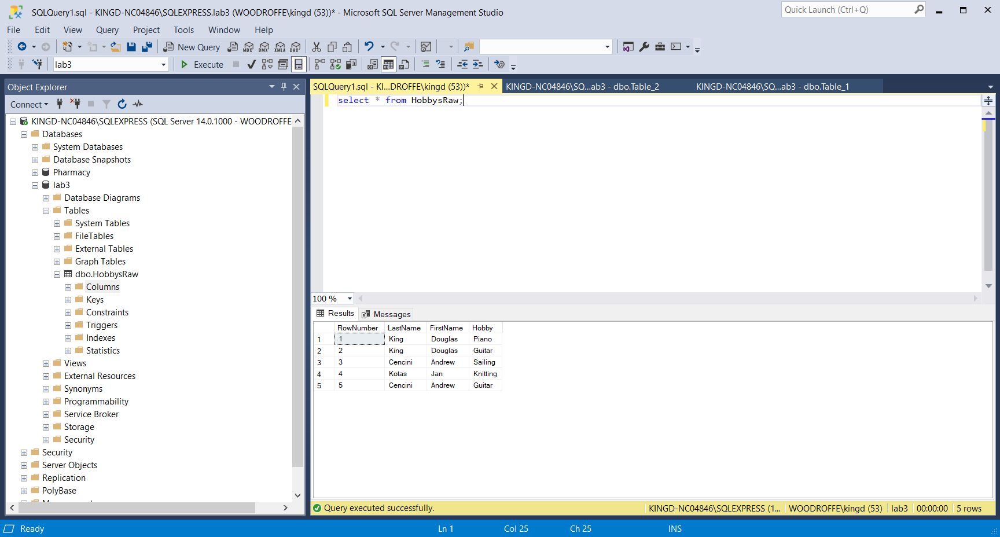 SQLQuery1.sql - KINGD-NC04846\SQLEXPRESS.lab3 (WOODROFFE\kingd (53))* - Microsoft SQL Server Management Studio
Quick Launch (Ctrl+Q)
File Edit View Query Project Tools Window Help
New Query MDX DMX XMLA DAX
lab3 Execute
Object Explorer
Connect
KINGD-NC04846\SQLEXPRESS (SQL Server 14.0.1000 - WOODROFFE
Databases
System Databases
Database Snapshots
Pharmacy
lab3
Database Diagrams
Tables
System Tables
FileTables
External Tables
Graph Tables
dbo.HobbysRaw
Columns
Keys
Constraints
Triggers
Indexes
Statistics
Views
External Resources
Synonyms
Programmability
Service Broker
Storage
Security
Security
Server Objects
Replication
PolyBase
SQLQuery1.sql - KI...DROFFE\kingd (53))* KINGD-NC04846\SQ...ab3 - dbo.Table_2 KINGD-NC04846\SQ...ab3 - dbo.Table_1
select * from HobbysRaw;
100 %
Results Messages
RowNumber LastName FirstName Hobby
1 1 King Douglas Piano
2 2 King Douglas Guitar
3 3 Cencini Andrew Sailing
4 4 Kotas Jan Knitting
5 5 Cencini Andrew Guitar
Query executed successfully. KINGD-NC04846\SQLEXPRESS (1... WOODROFFE\kingd (53) lab3 00:00:00 5 rows
Ready Ln 1 Col 25 Ch 25 INS